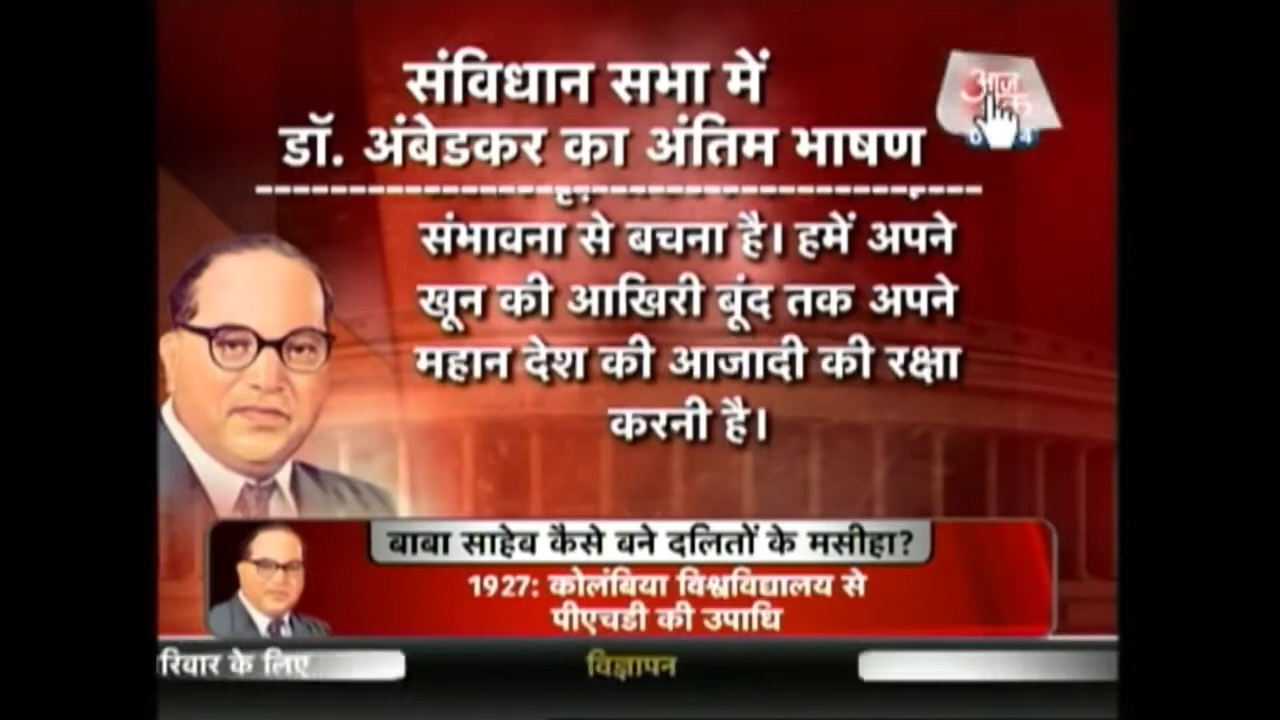 संविधान सभा में
डॉ. अंबेडकर का अंतिम भाषण
संभावना से बचना है। हमें अपने
खून की आखिरी बूंद तक अपने
महान देश की आजादी की रक्षा
करनी है।
बाबा साहेब कैसे बने दलितों के मसीहा?
1927: कोलंबिया विश्वविद्यालय से
पीएचडी की उपाधि
रिवार के लिए
विज्ञापन